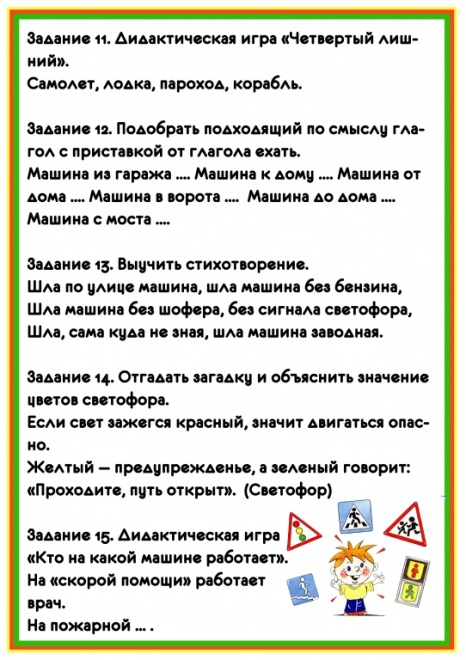 Задание 11. Дидактическая игра «Четвертый лиш-
ний».
Самолет, лодка, пароход, корабль.
Задание 12. Подобрать подходящий по смыслу гла-
гол с приставкой от глагола ехать.
Машина из гаража .... Машина к дому .... Машина от
дома .... Машина в ворота .... Машина до дома ....
Машина с моста ....
Задание 13. Выучить стихотворение.
Шла по улице машина, шла машина без бензина,
Шла машина без шофера, без сигнала светофора,
Шла, сама куда не зная, шла машина заводная.
Задание 14. Отгадать загадку и объяснить значение
цветов светофора.
Если свет зажегся красный, значит двигаться опас-
но.
Желтый — предупрежденье, а зеленый говорит:
«Проходите, путь открыт». (Светофор)
Задание 15. Дидактическая игра
«Кто на какой машине работает».
На «скорой помощи» работает
врач.
На пожарной ... .